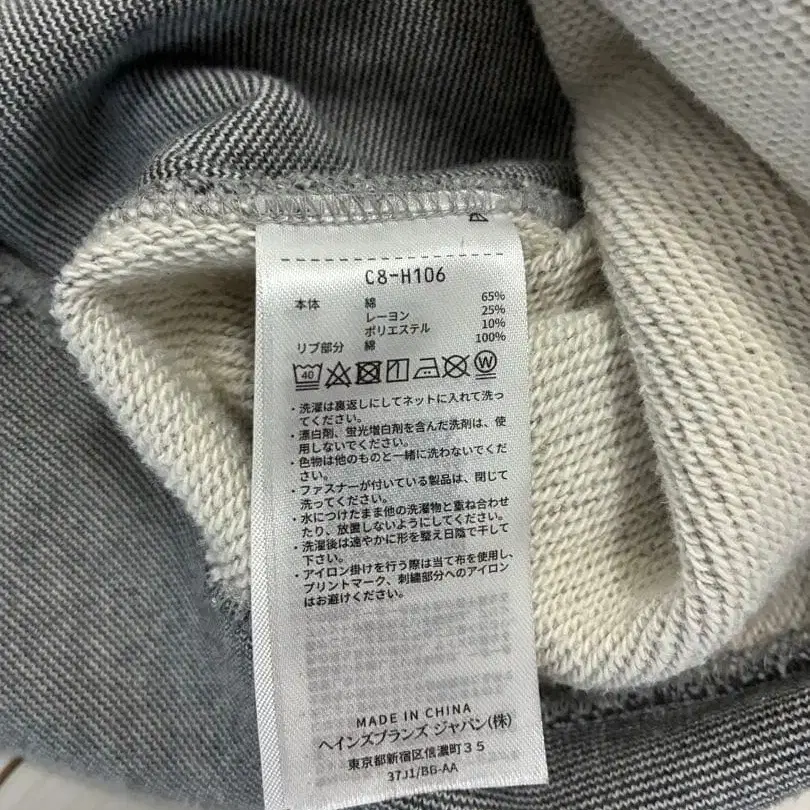 C8-H106
本体 綿 65%
レーヨン 25%
ポリエステル 10%
リブ部分 綿 100%
40
W
・洗濯は裏返しにしてネットに入れて洗っ
てください。
・漂白剤、蛍光増白剤を含んだ洗剤は、使
用しないでください。
・色物は他のものと一緒に洗わないでくだ
さい。
・ファスナーが付いている製品は、閉じて
洗ってください。
・水につけたまま他の洗濯物と重ね合わせ
たり、放置しないようにしてください。
・洗濯後は速やかに形を整え日陰で干して
下さい。
・アイロン掛けを行う際は当て布を使用し、
プリントマーク、刺繍部分へのアイロン
はお避けください。
MADE IN CHINA
ヘインズブランズ ジャパン(株)
東京都新宿区信濃町35
37J1/BG-AA